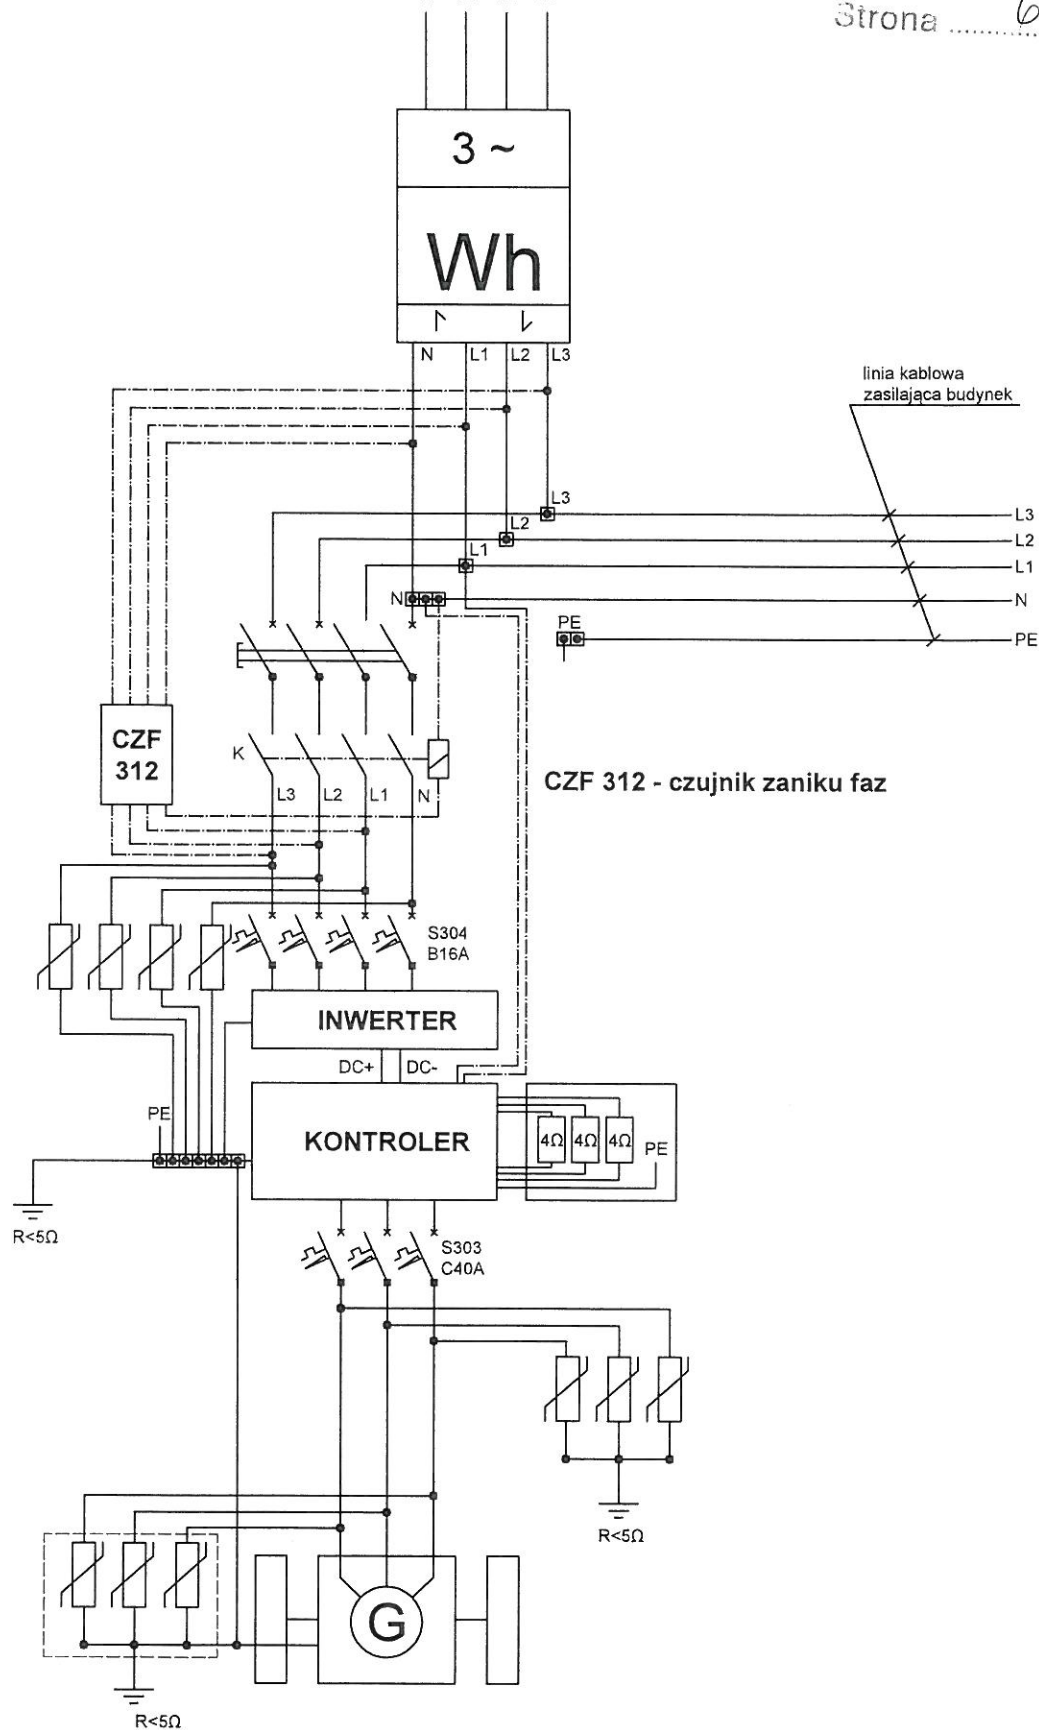 Strona ..........6
3 ~
Wh
N L1 L2 L3
linia kablowa
zasilająca budynek
L3
L3
L2
L2
L1
L1
N
N
PE
PE
CZF
312
K
L3 L2 L1 N
CZF 312 - czujnik zaniku faz
S304
B16A
INWERTER
DC+ DC-
PE
KONTROLER
4Ω 4Ω 4Ω
PE
R<5Ω
S303
C40A
R<5Ω
G
R<5Ω